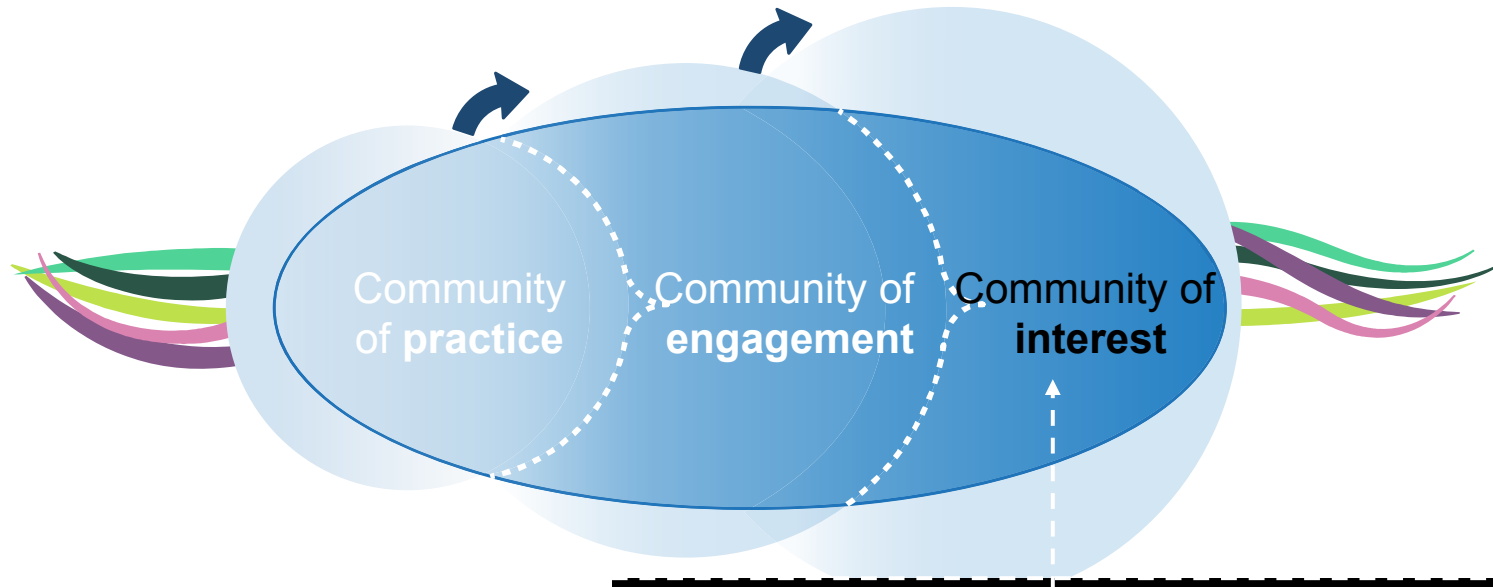 Community
of practice
Community of
engagement
Community of
interest